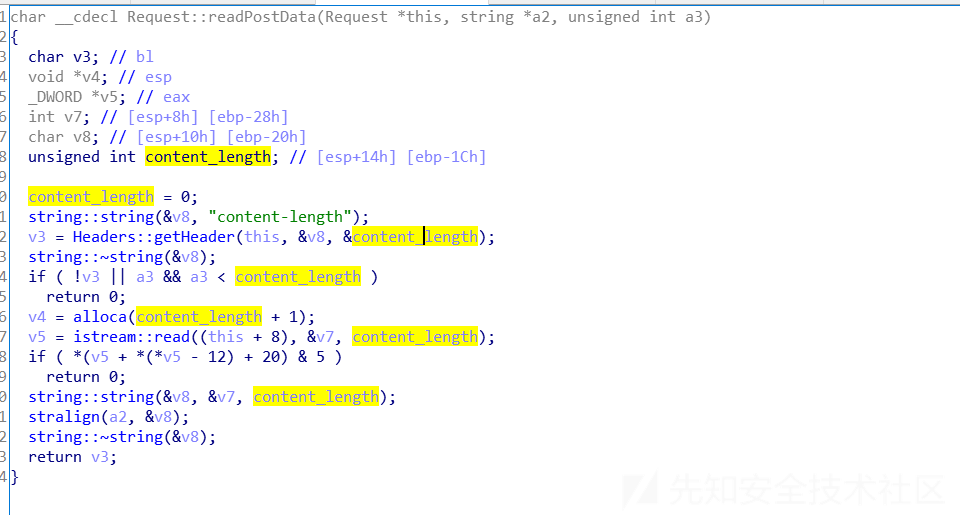 1 char __cdecl Request::readPostData(Request *this, string *a2, unsigned int a3)
2 {
3   char v3; // bl
4   void *v4; // esp
5   _DWORD *v5; // eax
6   int v7; // [esp+8h] [ebp-28h]
7   char v8; // [esp+10h] [ebp-20h]
8   unsigned int content_length; // [esp+14h] [ebp-1Ch]
9
0   content_length = 0;
1   string::string(&v8, "content-length");
2   v3 = Headers::getHeader(this, &v8, &content_length);
3   string::~string(&v8);
4   if ( !v3 || a3 && a3 < content_length )
5     return 0;
6   v4 = alloca(content_length + 1);
7   v5 = istream::read((this + 8), &v7, content_length);
8   if ( *(v5 + *(*v5 - 12) + 20) & 5 )
9     return 0;
0   string::string(&v8, &v7, content_length);
1   stralign(a2, &v8);
2   string::~string(&v8);
3   return v3;
4 }
先知安全技术社区